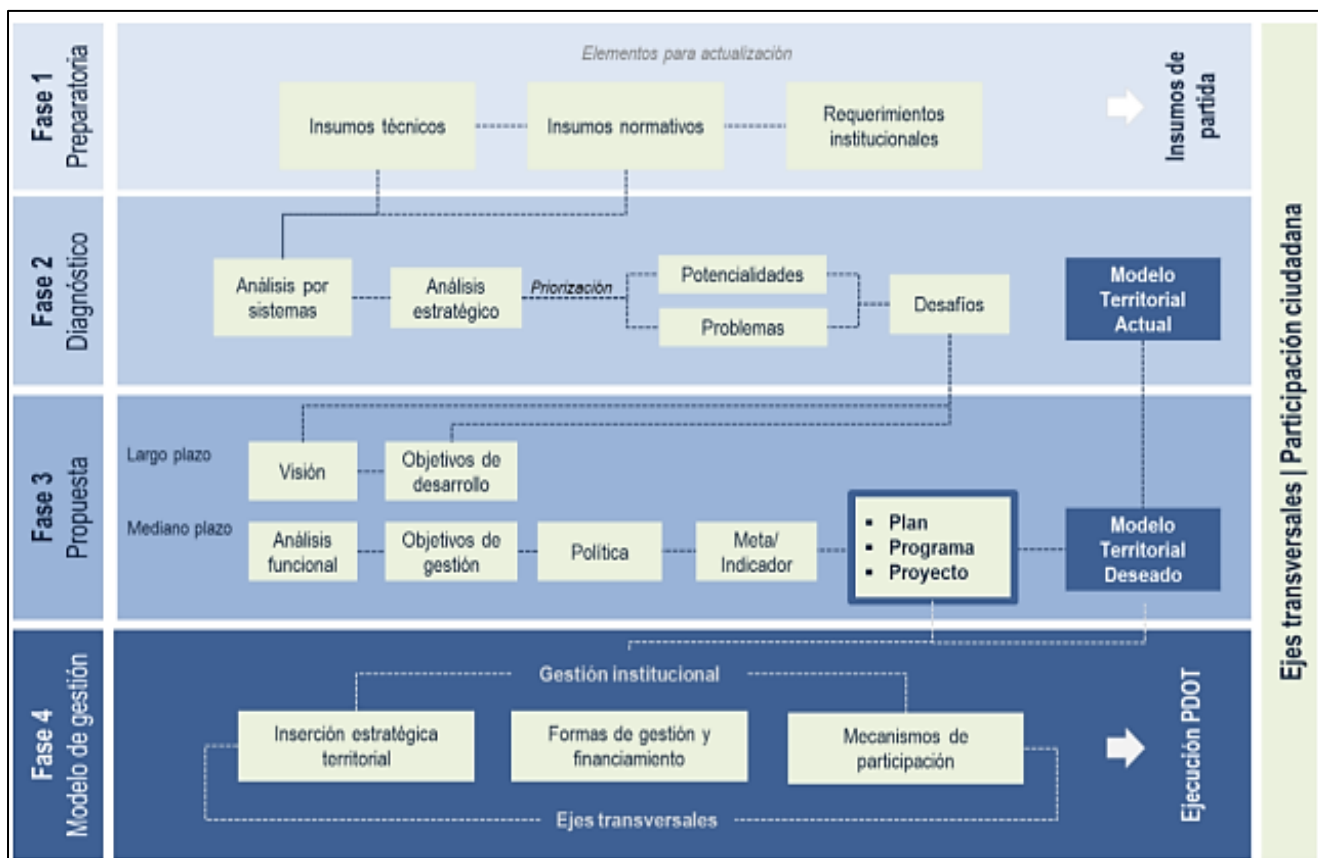 Fase 1
Preparatoria
Elementos para actualización
Insumos técnicos
Insumos normativos
Requerimientos
institucionales
Insumos de
partida
Fase 2
Diagnóstico
Análisis por
sistemas
Análisis
estratégico
Priorización
Potencialidades
Problemas
Desafíos
Modelo
Territorial
Actual
Fase 3
Propuesta
Largo plazo
Visión
Objetivos de
desarrollo
Mediano plazo
Análisis
funcional
Objetivos de
gestión
Política
Meta/
Indicador
▪ Plan
▪ Programa
▪ Proyecto
Modelo
Territorial
Deseado
Fase 4
Modelo de gestión
Gestión institucional
Inserción estratégica
territorial
Formas de gestión y
financiamiento
Mecanismos de
participación
Ejes transversales
Ejecución PDOT
Ejes transversales | Participación ciudadana